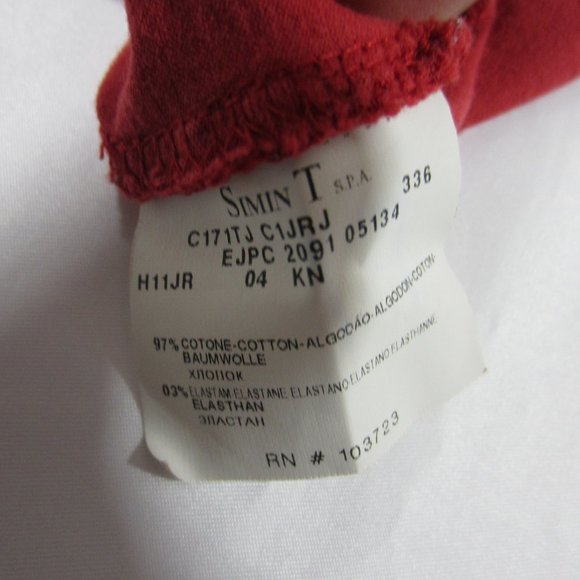 SIMIN T S.P.A. 336
C171TJ C1JRJ
EJPC 2091 05134
H11JR 04 KN
97% COTONE-COTTON-ALGODÃO-ALGODON-COTON-
BAUMWOLLE
ХЛОПОК
03% ELASTAM ELASTANE ELASTANO ELASTANO ELASTHANNE
ELASTHAN
ЭЛАСТАН
RN # 103723